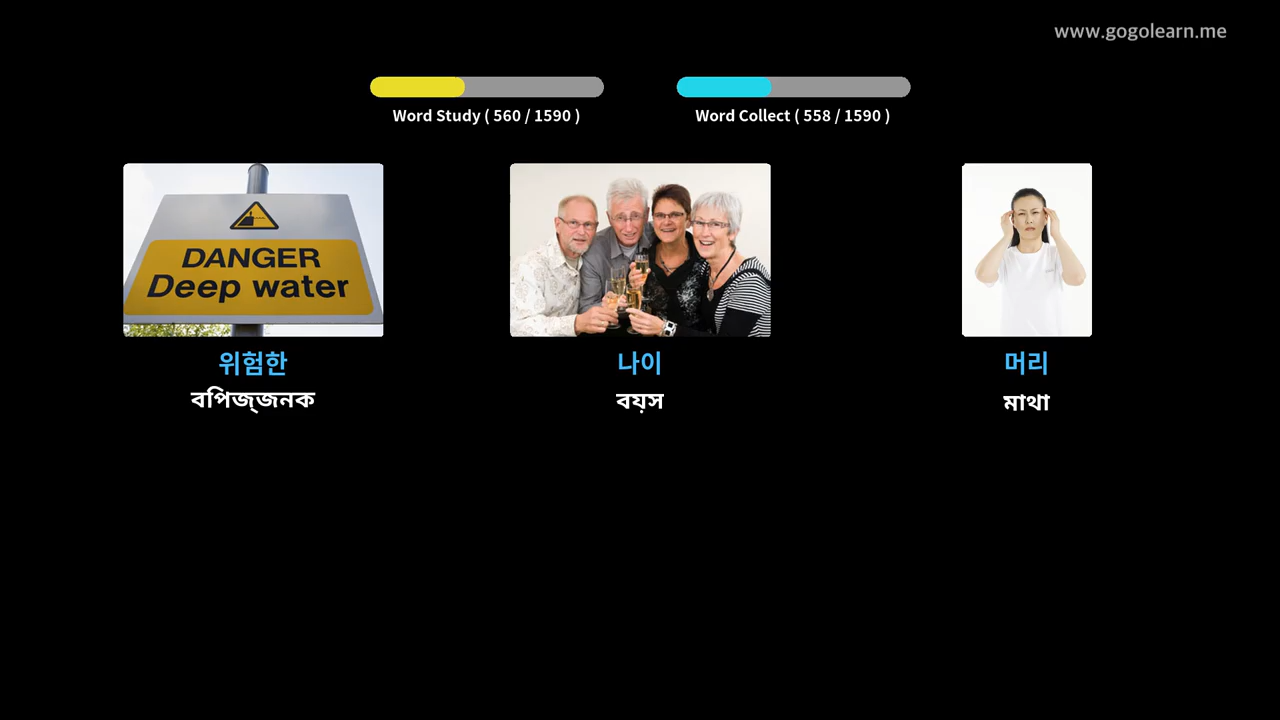 www.gogolearn.me
Word Study ( 560 / 1590 )
Word Collect ( 558 / 1590 )
DANGER
Deep water
위험한
나이
머리
বপিজ্জনক
বয়স
মাথা